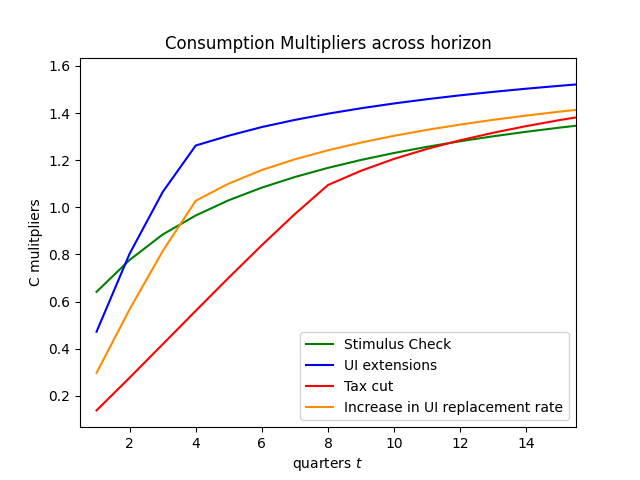 Consumption Multipliers across horizon
C mulitpliers
1.6
1.4
1.2
1.0
0.8
0.6
0.4
0.2
Stimulus Check
UI extensions
Tax cut
Increase in UI replacement rate
2 4 6 8 10 12 14
quarters t